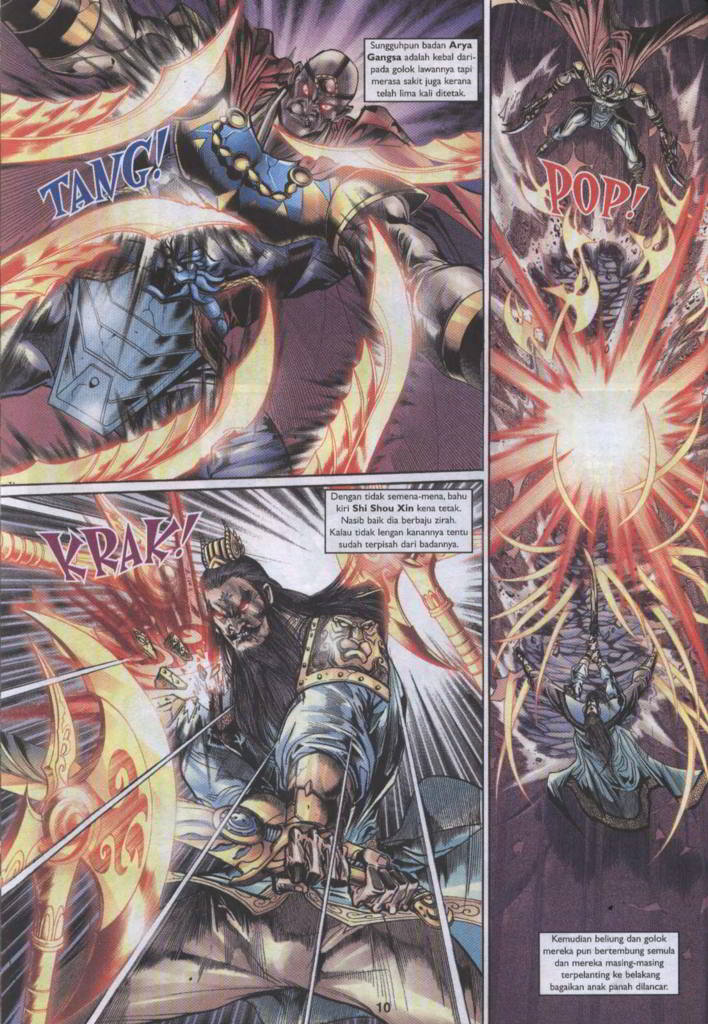 Sungguhpun badan Arya
Gangsa adalah kebal dari-
pada golok lawannya tapi
merasa sakit juga kerana
telah lima kali ditetak.
TANG!
Dengan tidak semena-mena, bahu
kiri Shi Shou Xin kena tetak.
Nasib baik dia berbaju zirah.
Kalau tidak lengan kanannya tentu
sudah terpisah dari badannya.
KRAK!
POP!
Kemudian beliung dan golok
mereka pun bertembung semula
dan mereka masing-masing
terpelanting ke belakang
bagaikan anak panah dilancar.
10